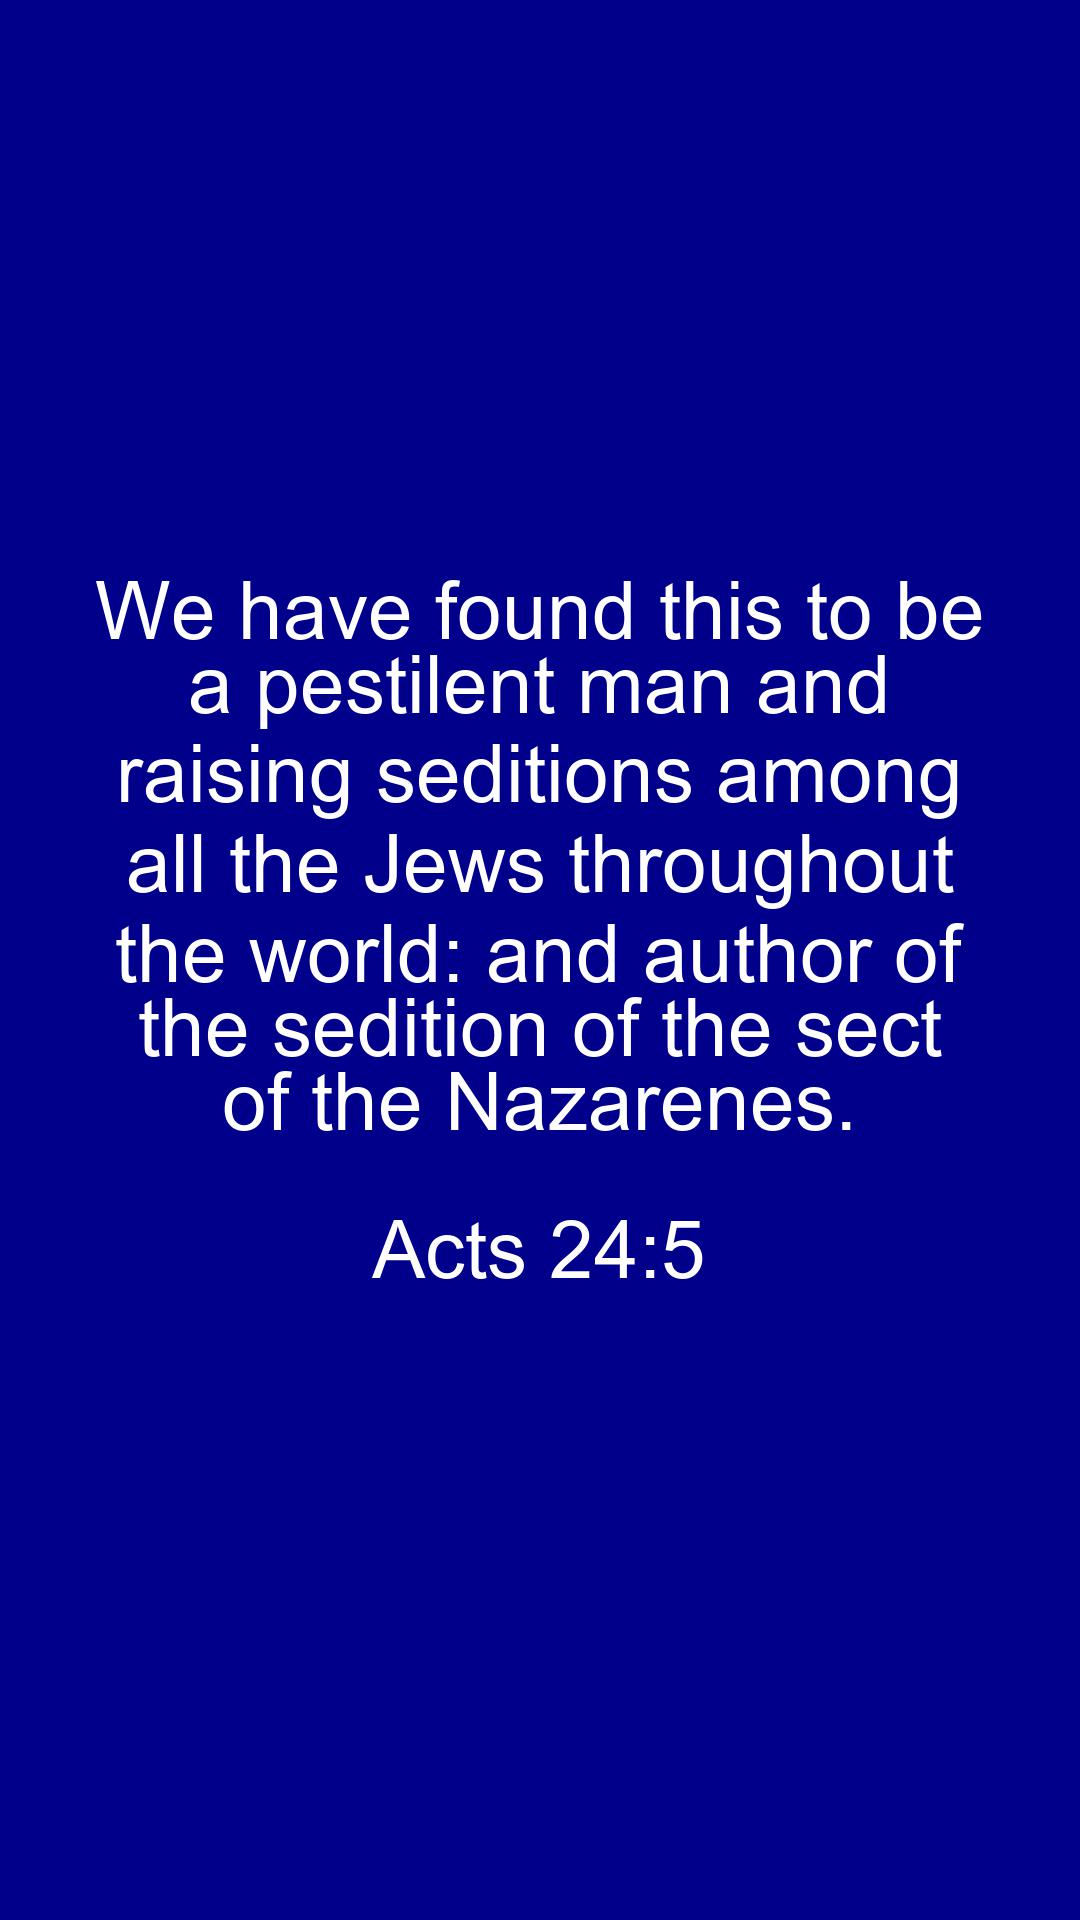 We have found this to be
a pestilent man and
raising seditions among
all the Jews throughout
the world: and author of
the sedition of the sect
of the Nazarenes.
Acts 24:5